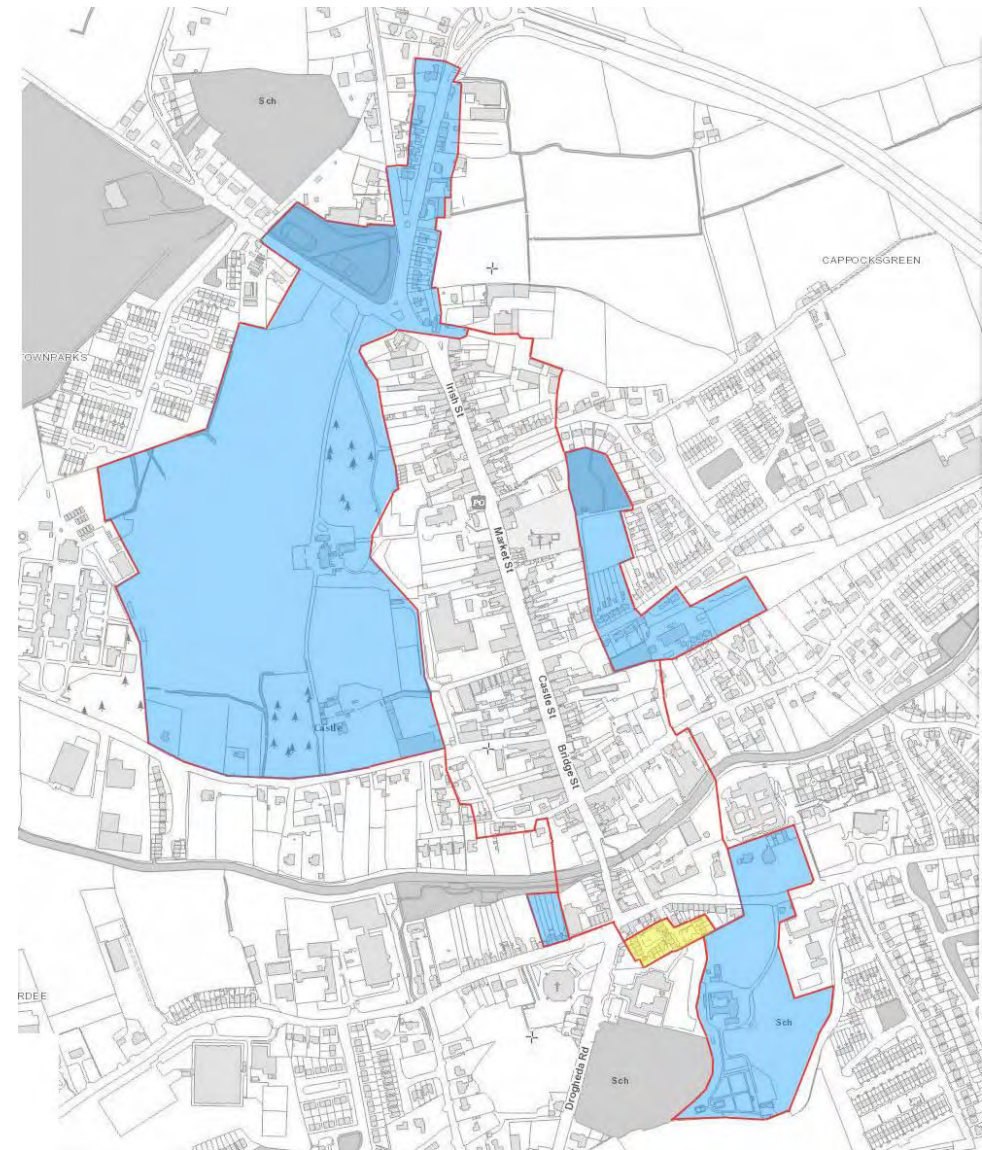 Sch
CAPPOCKSGREEN
TOWNPARKS
Irish St
PO
Market St
Castle St
Castle
Bridge St
RDEE
Sch
Drogheda Rd
Sch